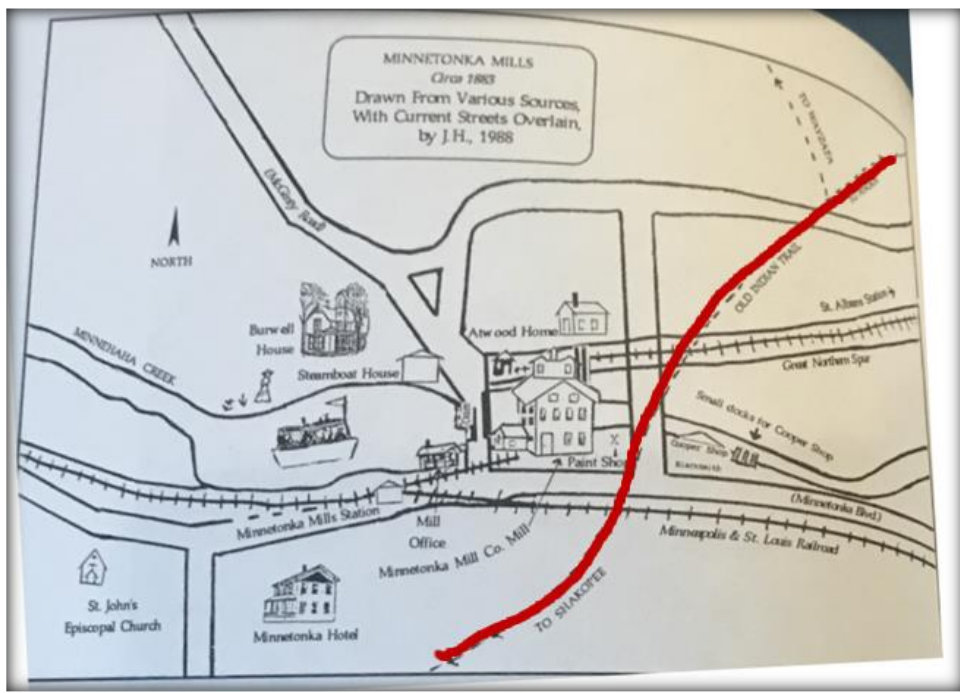 MINNETONKA MILLS
Circa 1883
Drawn From Various Sources,
With Current Streets Overlain,
by J.H., 1988
TO WAYZATA
(McGinty Road)
NORTH
OLD INDIAN TRAIL
St. Albans Station
Burwell
House
Atwood Home
Great Northern Spur
MINNEHAHA CREEK
Steamboat House
Small docks for Cooper Shop
Dam
X
Cooper Shop
Blacksmith
Paint Shop
(Minnetonka Blvd.)
Minnetonka Mills Station
Mill
Office
Minneapolis & St. Louis Railroad
Minnetonka Mill Co. Mill
TO SHAKOPEE
St. John's
Episcopal Church
Minnetonka Hotel